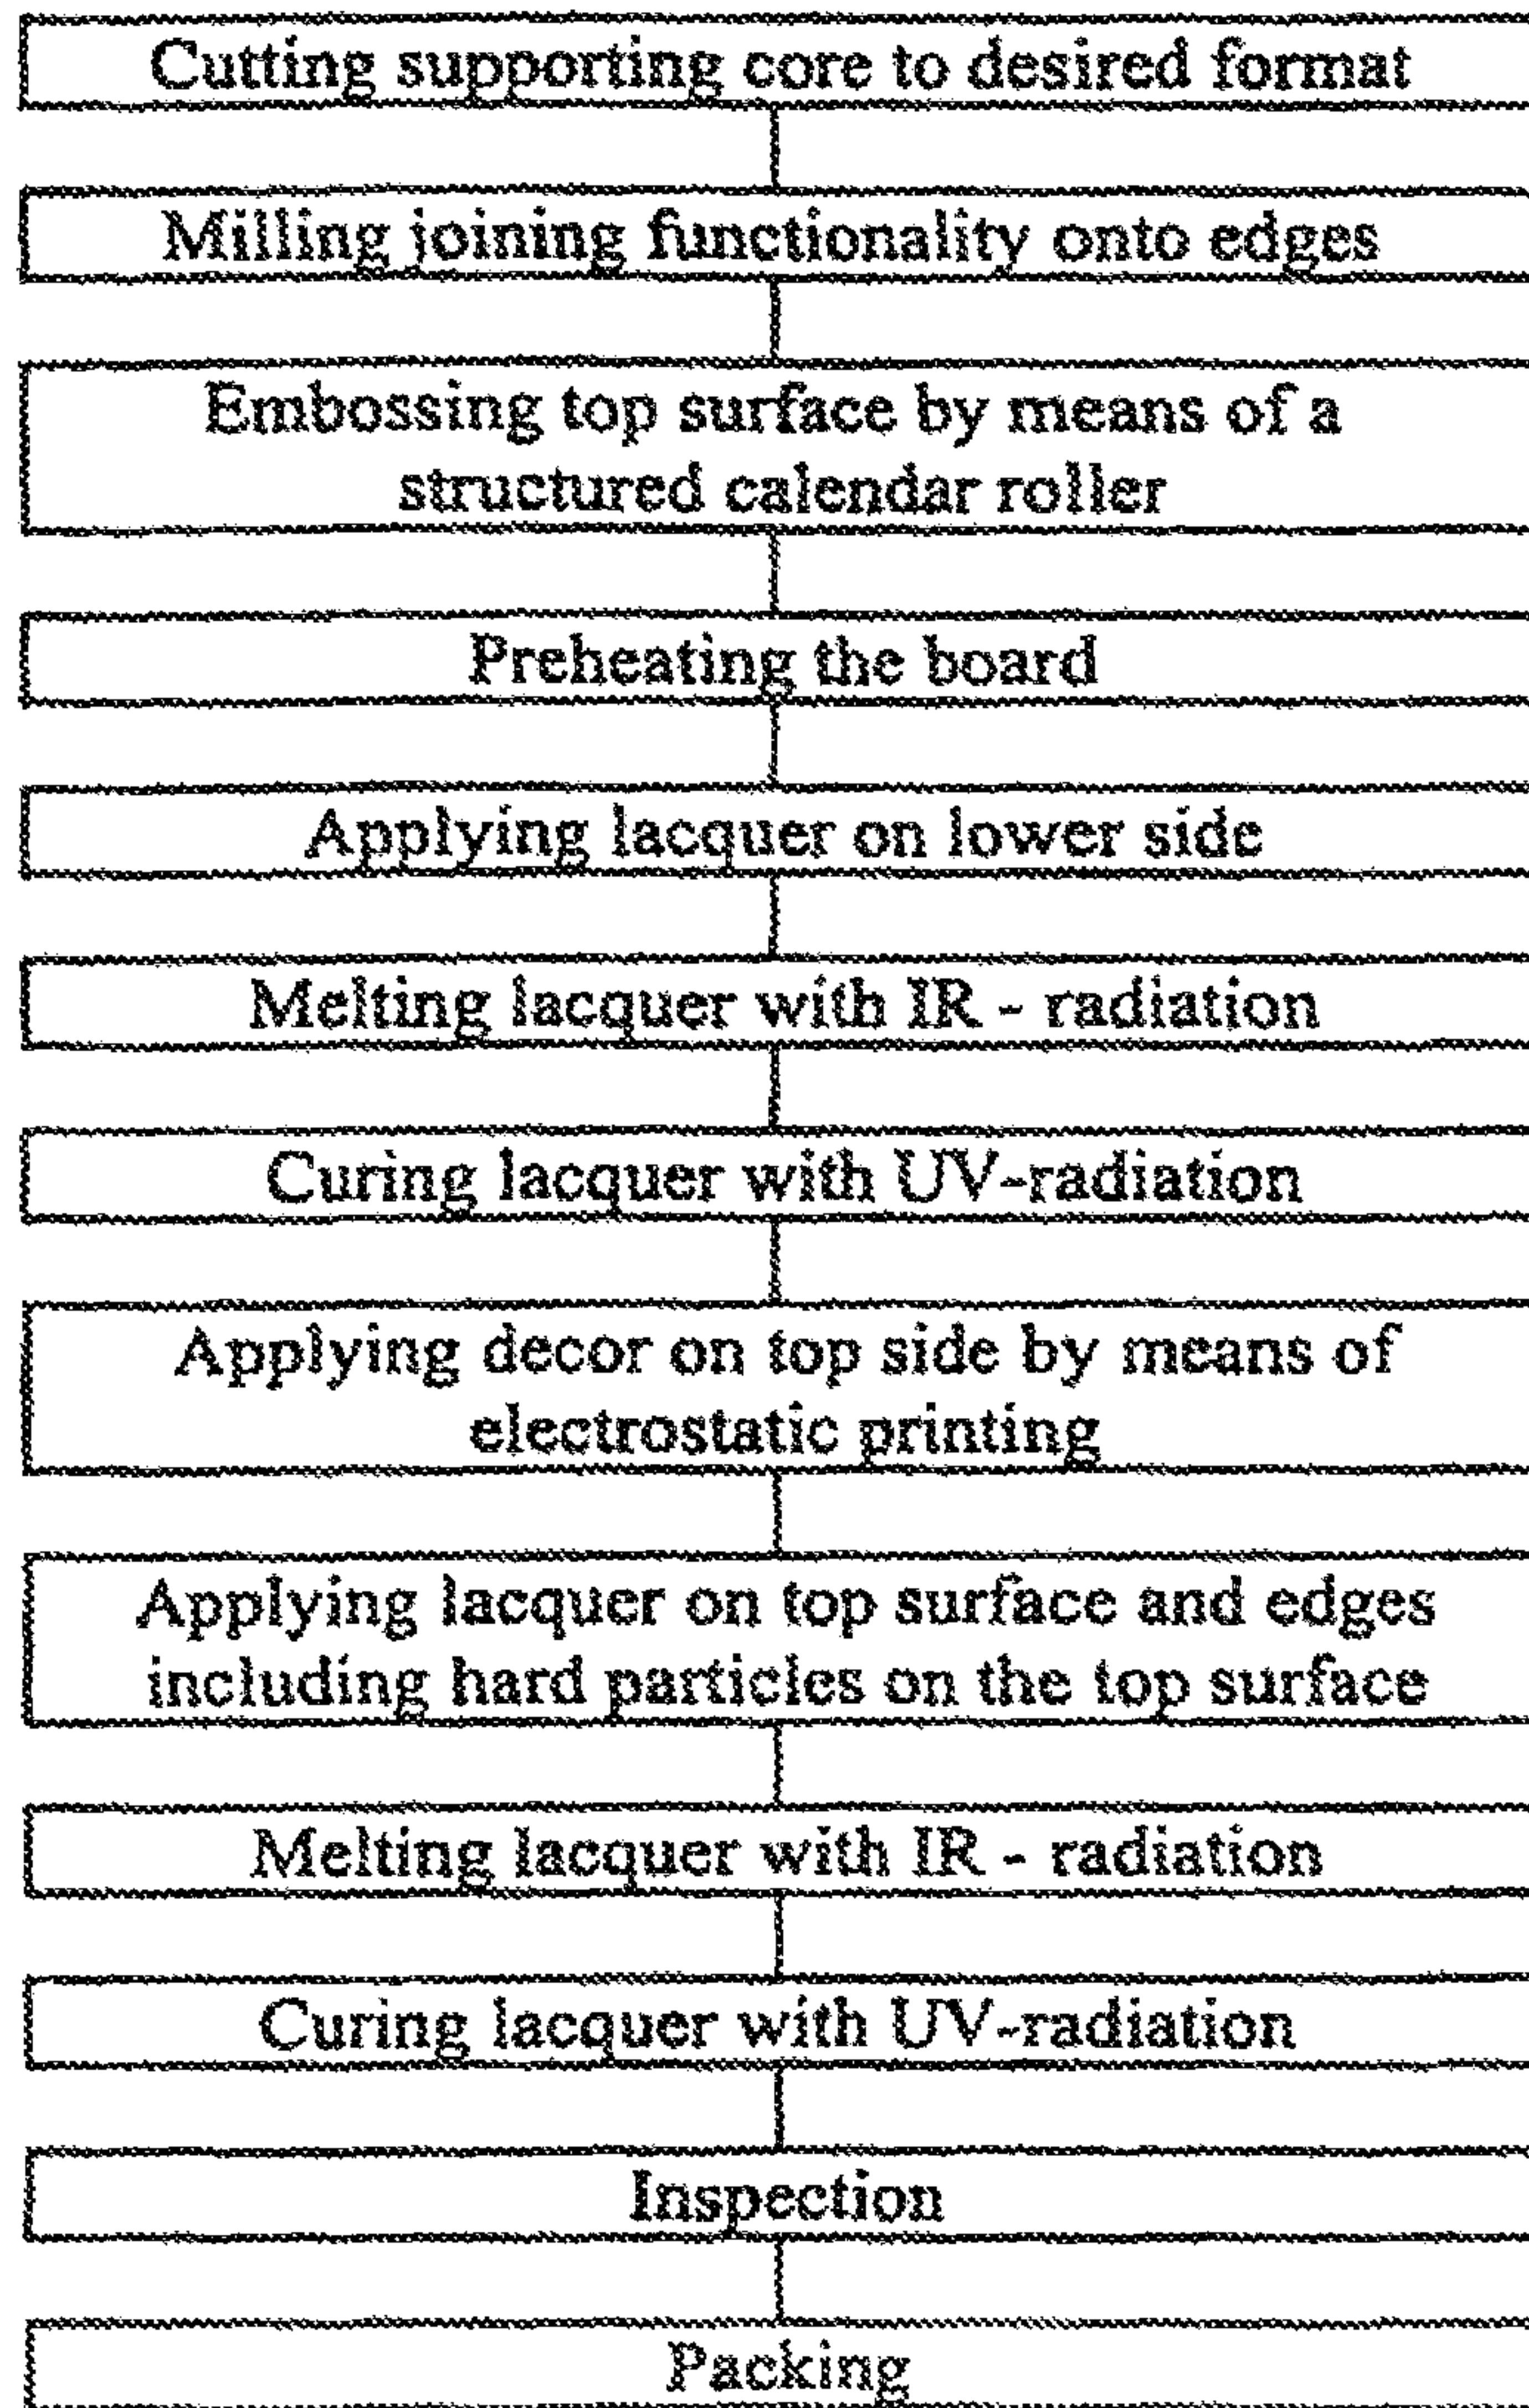 Cutting supporting core to desired format
Milling joining functionality onto edges
Embossing top surface by means of a
structured calendar roller
Preheating the board
Applying lacquer on lower side
Melting lacquer with IR - radiation
Curing lacquer with UV-radiation
Applying decor on top side by means of
electrostatic printing
Applying lacquer on top surface and edges
including hard particles on the top surface
Melting lacquer with IR - radiation
Curing lacquer with UV-radiation
Inspection
Packing